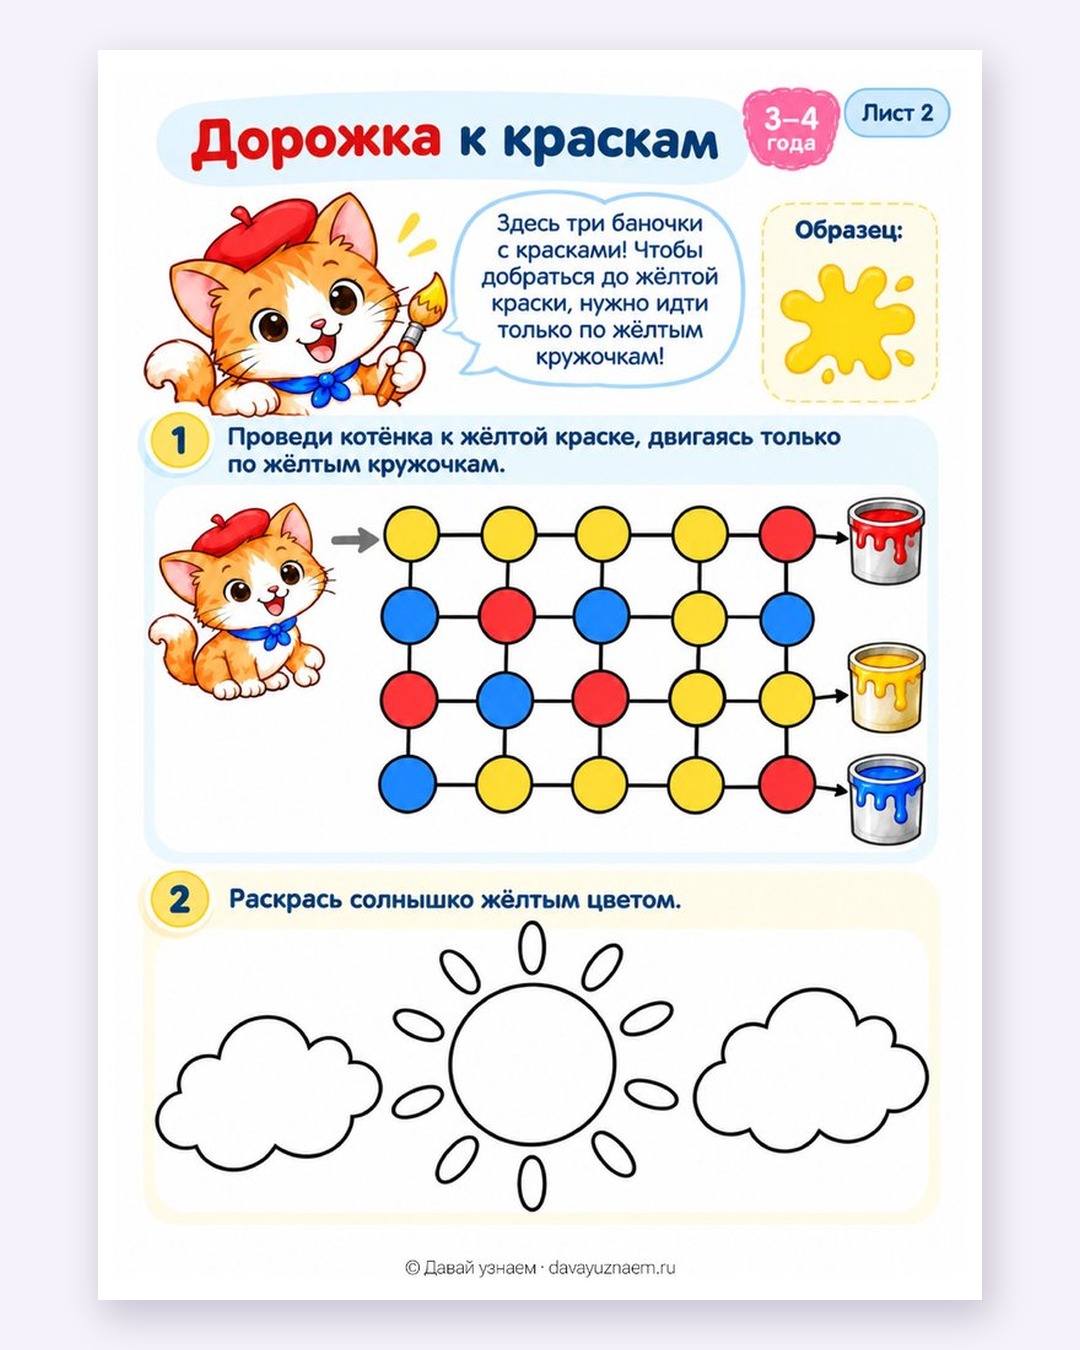 Дорожка к краскам
3–4
года
Лист 2
Здесь три баночки
с красками! Чтобы
добраться до жёлтой
краски, нужно идти
только по жёлтым
кружочкам!
Образец:
1
Проведи котёнка к жёлтой краске, двигаясь только
по жёлтым кружочкам.
2
Раскрась солнышко жёлтым цветом.
© Давай узнаем · davayuznaem.ru